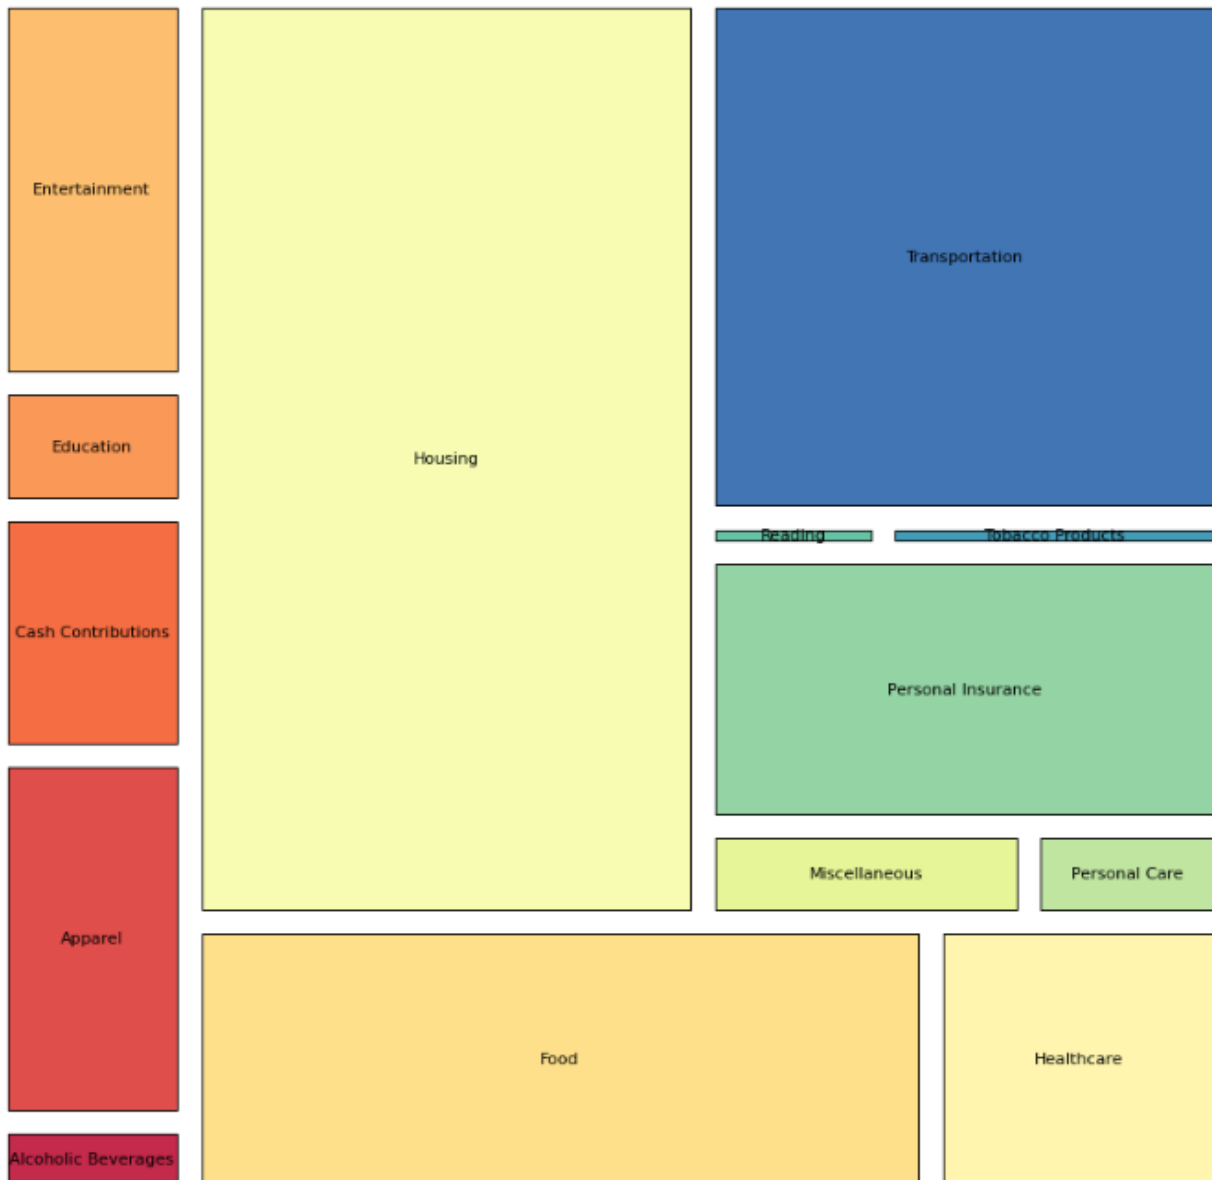 Entertainment
Transportation
Education
Housing
Reading
Tobacco Products
Cash Contributions
Personal Insurance
Miscellaneous
Personal Care
Apparel
Food
Healthcare
Alcoholic Beverages